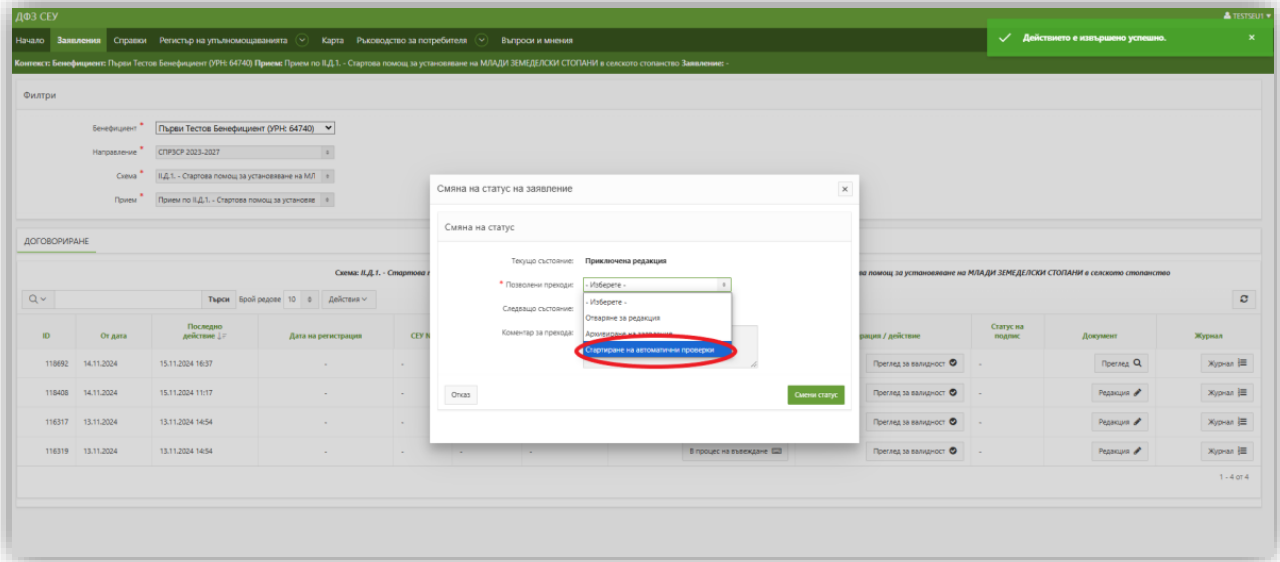 ДФЗ СЕУ
TESTSEU1
Начало Заявления Справки Регистър на упълномощаванията Карта Ръководство за потребителя Въпроси и мнения
Действието е извършено успешно.
Контекст: Бенефициент: Първи Тестов Бенефициент (УРН: 64740) Прием: Прием по II.Д.1. - Стартова помощ за установяване на МЛАДИ ЗЕМЕДЕЛСКИ СТОПАНИ в селското стопанство Заявление: -
Филтри
Бенефициент * Първи Тестов Бенефициент (УРН: 64740)
Направление * СПРЗСР 2023-2027
Схема * II.Д.1. - Стартова помощ за установяване на МЛ
Прием * Прием по II.Д.1. - Стартова помощ за установяв
Смяна на статус на заявление
Смяна на статус
Текущо състояние: Приключена редакция
* Позволени преходи: - Изберете -
- Изберете -
Следващо състояние:
Отваряне за редакция
Коментар за прехода:
Архивиране на заявление
Стартиране на автоматични проверки
Отказ Смени статус
ДОГОВОРИРАНЕ
Схема: II.Д.1. - Стартова п
ва помощ за установяване на МЛАДИ ЗЕМЕДЕЛСКИ СТОПАНИ в селското стопанство
Търси Брой редове 10 Действия
ID От дата Последно действие Дата на регистрация СЕУ N рация / действие Статус на подпис Документ Журнал
118692 14.11.2024 15.11.2024 16:37 - - Преглед за валидност - Преглед Журнал
118408 14.11.2024 15.11.2024 11:17 - - Преглед за валидност - Редакция Журнал
116317 13.11.2024 13.11.2024 14:54 - - Преглед за валидност - Редакция Журнал
116319 13.11.2024 13.11.2024 14:54 - - - - В процес на въвеждане Преглед за валидност - Редакция Журнал
1 - 4 от 4